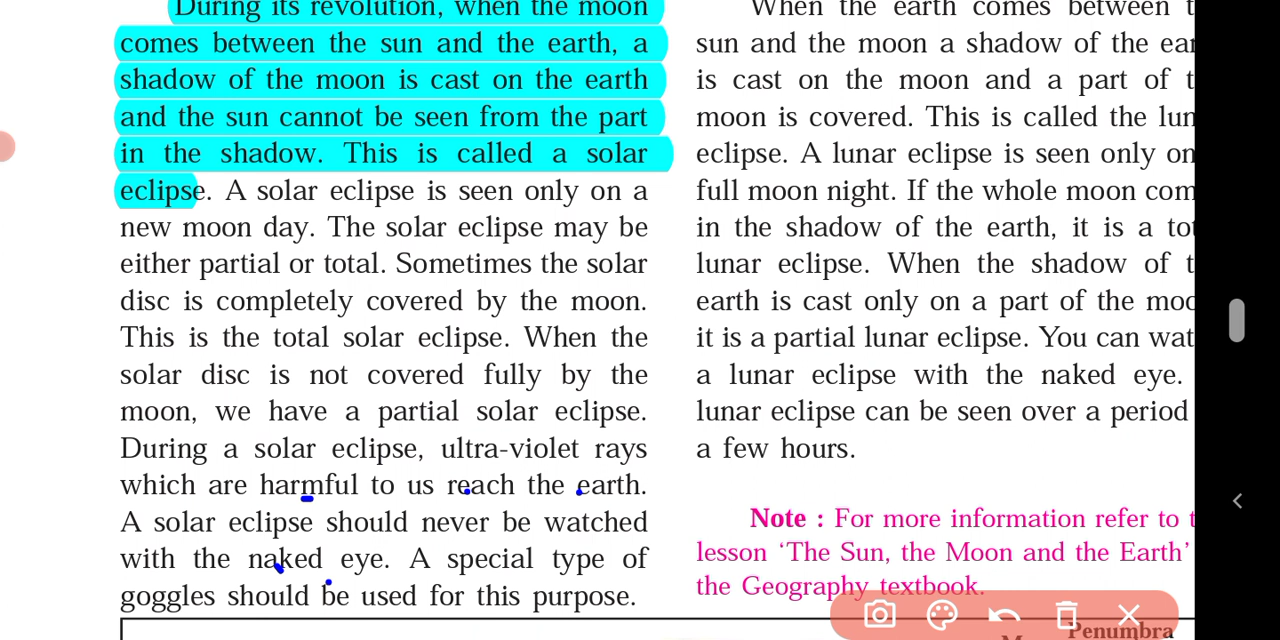 During its revolution, when the moon
comes between the sun and the earth, a
shadow of the moon is cast on the earth
and the sun cannot be seen from the part
in the shadow. This is called a solar
eclipse. A solar eclipse is seen only on a
new moon day. The solar eclipse may be
either partial or total. Sometimes the solar
disc is completely covered by the moon.
This is the total solar eclipse. When the
solar disc is not covered fully by the
moon, we have a partial solar eclipse.
During a solar eclipse, ultra-violet rays
which are harmful to us reach the earth.
A solar eclipse should never be watched
with the naked eye. A special type of
goggles should be used for this purpose.
When the earth comes between
sun and the moon a shadow of the
is cast on the moon and a part of
moon is covered. This is called the
eclipse. A lunar eclipse is seen only
full moon night. If the whole moon
in the shadow of the earth, it is a
lunar eclipse. When the shadow of
earth is cast only on a part of the
it is a partial lunar eclipse. You can
a lunar eclipse with the naked eye.
lunar eclipse can be seen over a period
a few hours.
Note : For more information refer to
lesson ‘The Sun, the Moon and the Earth’
the Geography textbook.
Penumbra